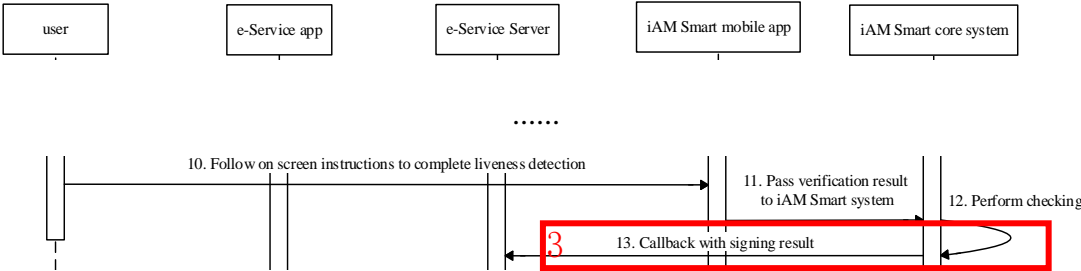 user
e-Service app
e-Service Server
iAM Smart mobile app
iAM Smart core system
......
10. Follow on screen instructions to complete liveness detection
11. Pass verification result
to iAM Smart system
12. Perform checking
3
13. Callback with signing result